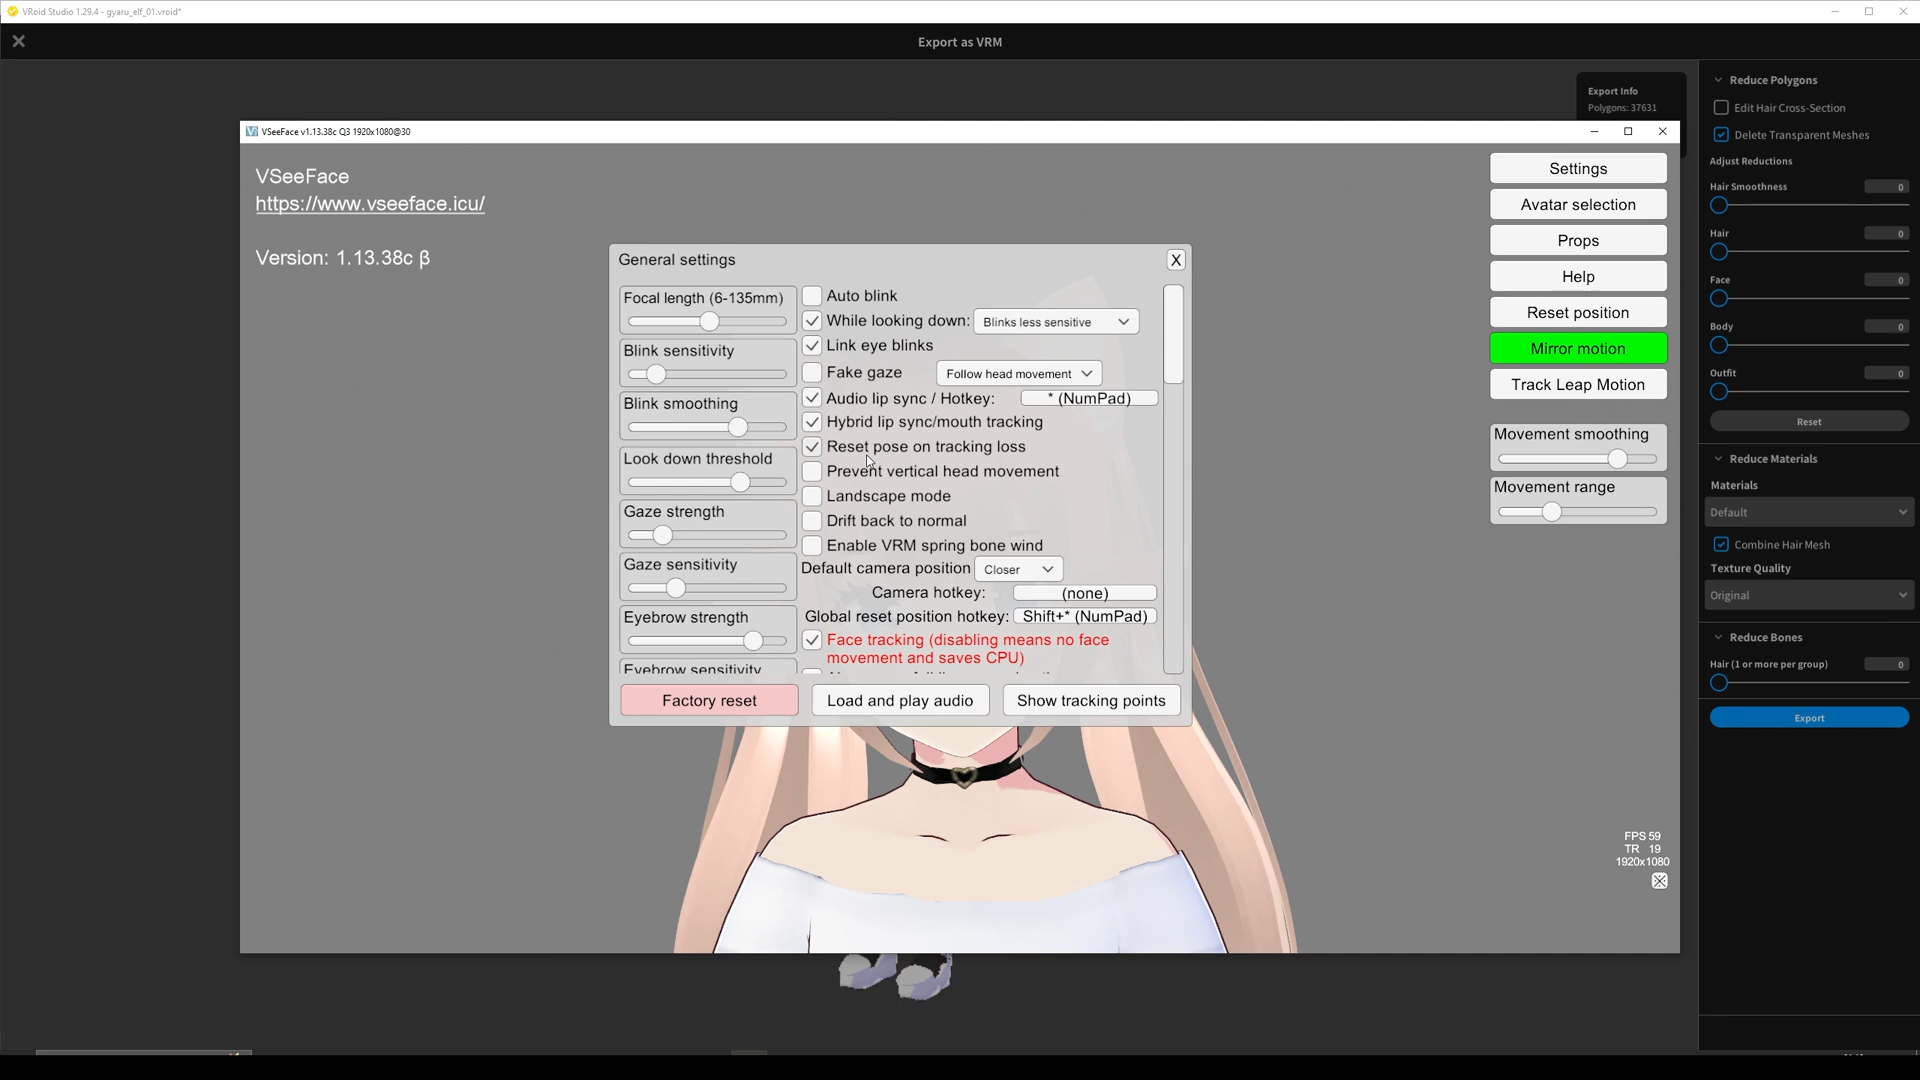 VRoid Studio 1.29.4 - gyaru_elf_01.vroid*
Export as VRM
Export Info
Polygons: 37631
VSeeFace v1.13.38c Q3 1920x1080@30
VSeeFace
https://www.vseeface.icu/
Version: 1.13.38c β
General settings
X
Focal length (6-135mm)
Blink sensitivity
Blink smoothing
Look down threshold
Gaze strength
Gaze sensitivity
Eyebrow strength
Eyebrow sensitivity
Auto blink
While looking down: Blinks less sensitive
Link eye blinks
Fake gaze Follow head movement
Audio lip sync / Hotkey: * (NumPad)
Hybrid lip sync/mouth tracking
Reset pose on tracking loss
Prevent vertical head movement
Landscape mode
Drift back to normal
Enable VRM spring bone wind
Default camera position Closer
Camera hotkey: (none)
Global reset position hotkey: Shift+* (NumPad)
Face tracking (disabling means no face
movement and saves CPU)
Factory reset
Load and play audio
Show tracking points
Settings
Avatar selection
Props
Help
Reset position
Mirror motion
Track Leap Motion
Movement smoothing
Movement range
FPS 59
TR 19
1920x1080
Reduce Polygons
Edit Hair Cross-Section
Delete Transparent Meshes
Adjust Reductions
Hair Smoothness 0
Hair 0
Face 0
Body 0
Outfit 0
Reset
Reduce Materials
Materials
Default
Combine Hair Mesh
Texture Quality
Original
Reduce Bones
Hair (1 or more per group) 0
Export